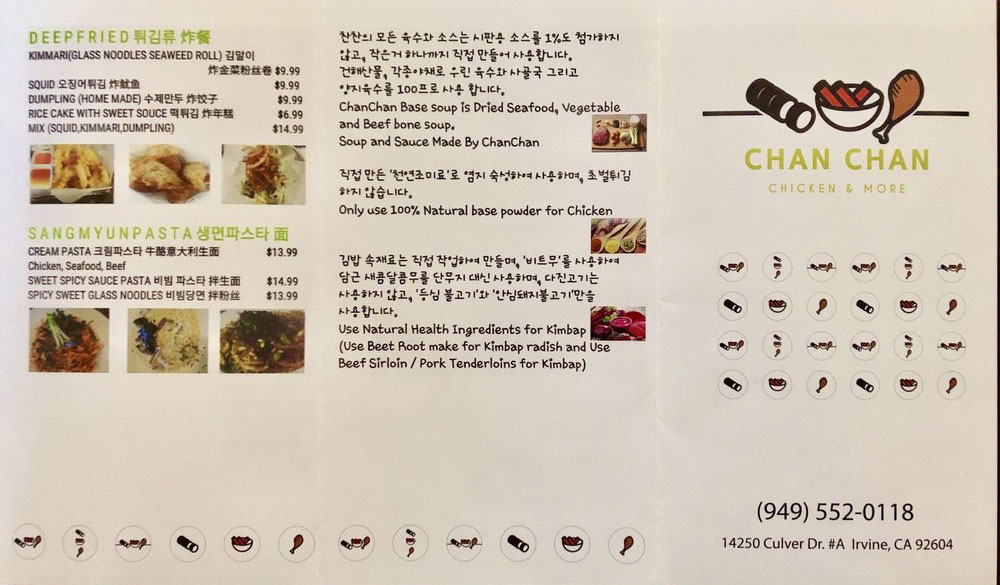 DEEPFRIED 튀김류 炸餐
KIMMARI(GLASS NOODLES SEAWEED ROLL) 김말이
炸金菜粉丝卷 $9.99
SQUID 오징어튀김 炸鱿鱼 $9.99
DUMPLING (HOME MADE) 수제만두 炸饺子 $9.99
RICE CAKE WITH SWEET SOUCE 떡튀김 炸年糕 $6.99
MIX (SQUID,KIMMARI,DUMPLING) $14.99
SANGMYUNPASTA 생면파스타 面
CREAM PASTA 크림파스타 牛酪意大利生面 $13.99
Chicken, Seafood, Beef
SWEET SPICY SAUCE PASTA 비빔 파스타 拌生面 $14.99
SPICY SWEET GLASS NOODLES 비빔당면 拌粉丝 $13.99
찬찬의 모든 육수와 소스는 시판용 소스를 1%도 첨가하지
않고, 작은거 하나까지 직접 만들어 사용합니다.
건해산물, 각종야채로 우린 육수와 사골국 그리고
양지육수를 100프로 사용 합니다.
ChanChan Base soup is Dried Seafood, Vegetable
and Beef bone soup.
Soup and Sauce Made By ChanChan
직접 만든 '천연조미료'로 염지 숙성하여 사용하며, 초벌튀김
하지 않습니다.
Only use 100% Natural base powder for Chicken
김밥 속재료는 직접 작업하여 만들며, '비트무'를 사용하여
담근 새콤달콤무를 단무지 대신 사용하며, 다진고기는
사용하지 않고, '등심 불고기'와 '안심돼지불고기'만을
사용합니다.
Use Natural Health Ingredients for Kimbap
(Use Beet Root make for Kimbap radish and Use
Beef Sirloin / Pork Tenderloins for Kimbap)
CHAN CHAN
CHICKEN & MORE
(949) 552-0118
14250 Culver Dr. #A Irvine, CA 92604